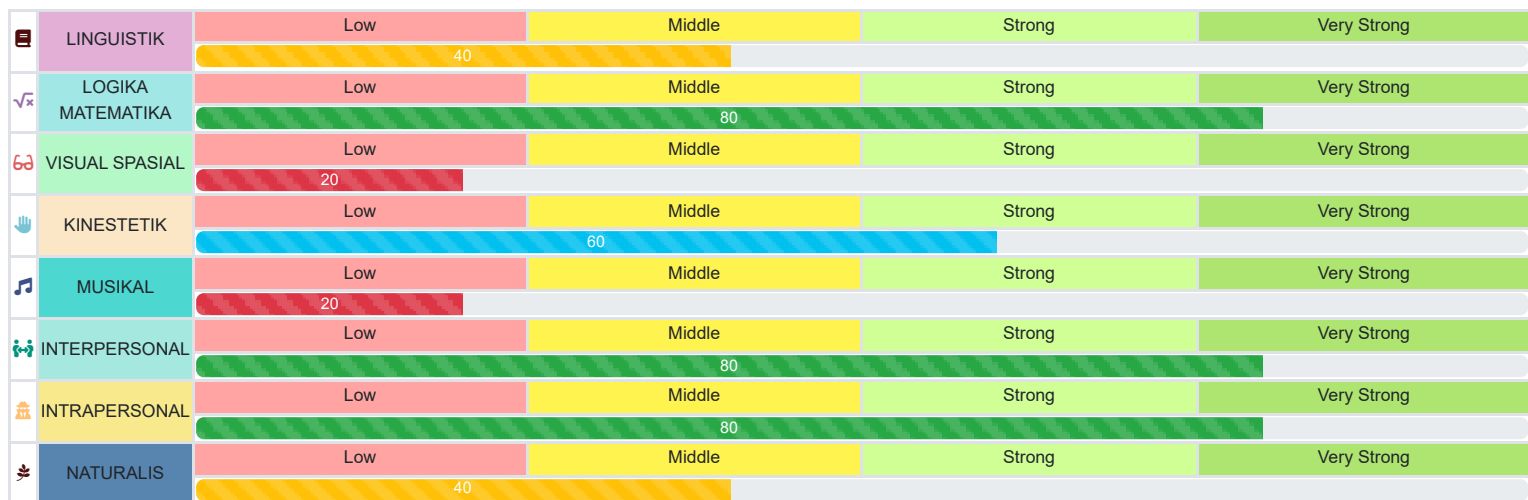 Low Middle Strong Very Strong
LINGUISTIK
40
LOGIKA
MATEMATIKA
Low Middle Strong Very Strong
80
VISUAL SPASIAL
Low Middle Strong Very Strong
20
KINESTETIK
Low Middle Strong Very Strong
60
MUSIKAL
Low Middle Strong Very Strong
20
INTERPERSONAL
Low Middle Strong Very Strong
80
INTRAPERSONAL
Low Middle Strong Very Strong
80
NATURALIS
Low Middle Strong Very Strong
40